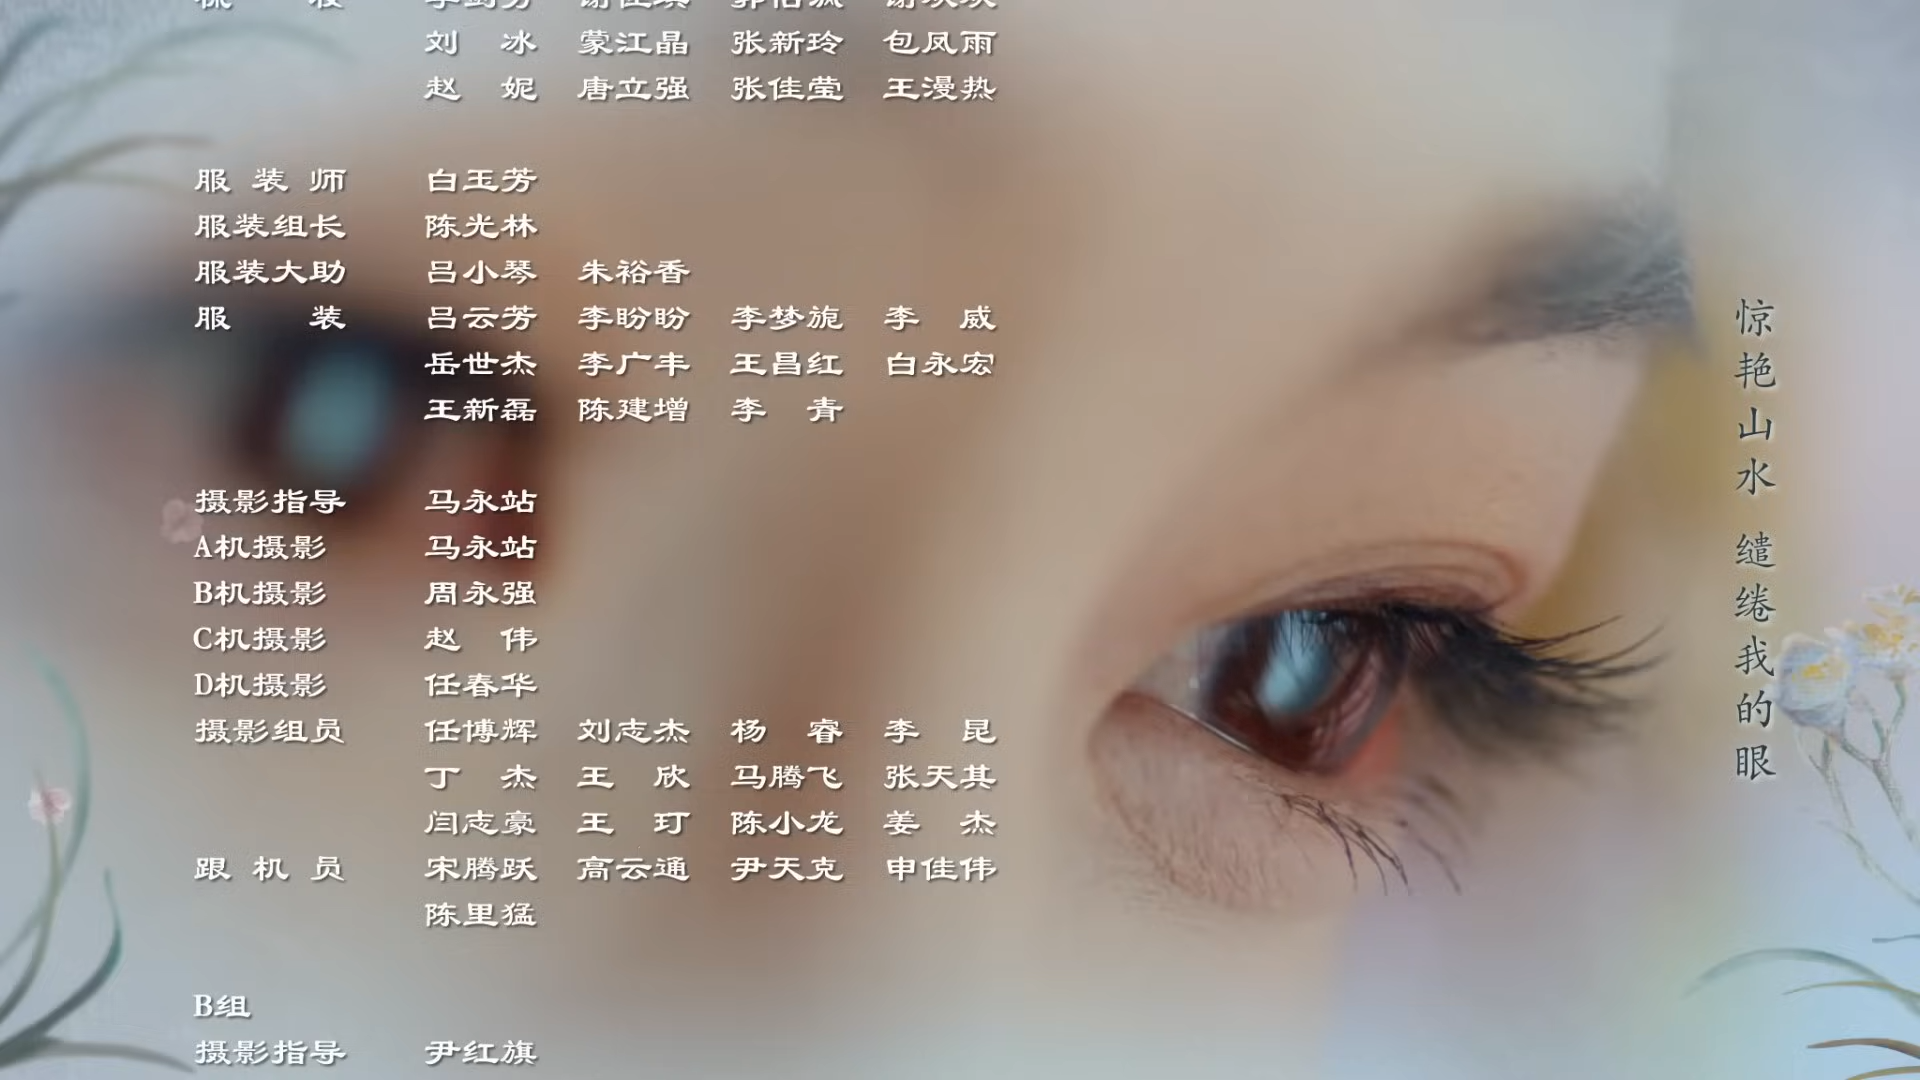 刘 冰 蒙江晶 张新玲 包凤雨
赵 妮 唐立强 张佳莹 王漫热
服装师 白玉芳
服装组长 陈光林
服装大助 吕小琴 朱裕香
服装 吕云芳 李盼盼 李梦旎 李 威
岳世杰 李广丰 王昌红 白永宏
王新磊 陈建增 李 青
摄影指导 马永站
A机摄影 马永站
B机摄影 周永强
C机摄影 赵 伟
D机摄影 任春华
摄影组员 任博辉 刘志杰 杨 睿 李 昆
丁 杰 王 欣 马腾飞 张天其
闫志豪 王 玎 陈小龙 姜 杰
跟机员 宋腾跃 高云通 尹天克 申佳伟
陈里猛
B组
摄影指导 尹红旗
惊艳山水 缱绻我的眼